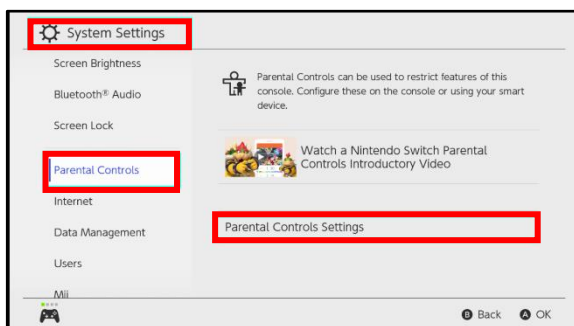 System Settings
Screen Brightness
Bluetooth® Audio
Screen Lock
Parental Controls
Internet
Data Management
Users
Mii
Parental Controls can be used to restrict features of this
console. Configure these on the console or using your smart
device.
Watch a Nintendo Switch Parental
Controls Introductory Video
Parental Controls Settings
B Back A OK